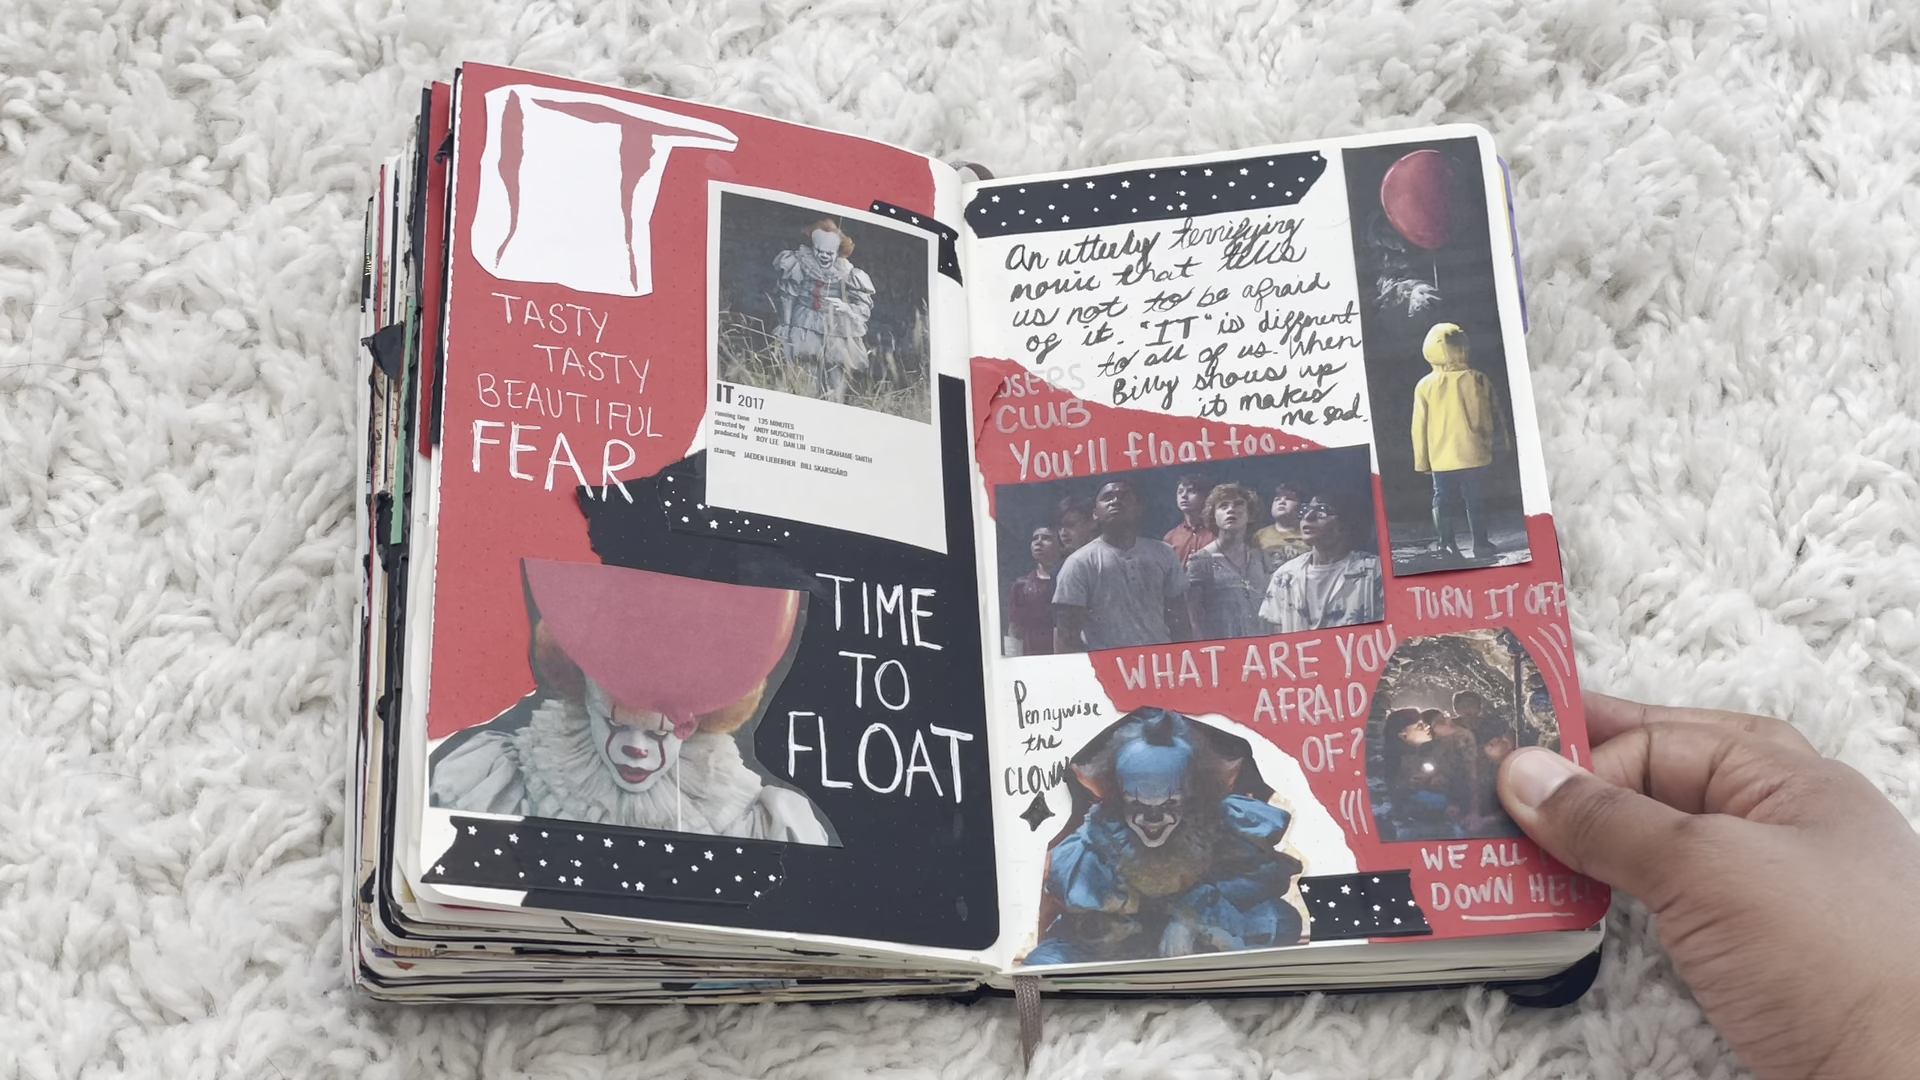 IT
TASTY
TASTY
BEAUTIFUL
FEAR
IT 2017
running time 135 MINUTES
directed by ANDY MUSCHIETTI
produced by ROY LEE DAN LIN SETH GRAHAME-SMITH
starring JAEDEN LIEBERHER BILL SKARSGÅRD
TIME
TO
FLOAT
An utterly terrifying
movie that tells
us not to be afraid
of it. "IT" is different
to all of us. When
Billy shows up
it makes
me sad.
OSERS
CLUB
You'll float too...
WHAT ARE YOU
AFRAID
OF?
Pennywise
the
CLOWN
TURN IT OFF
WE ALL
DOWN HE